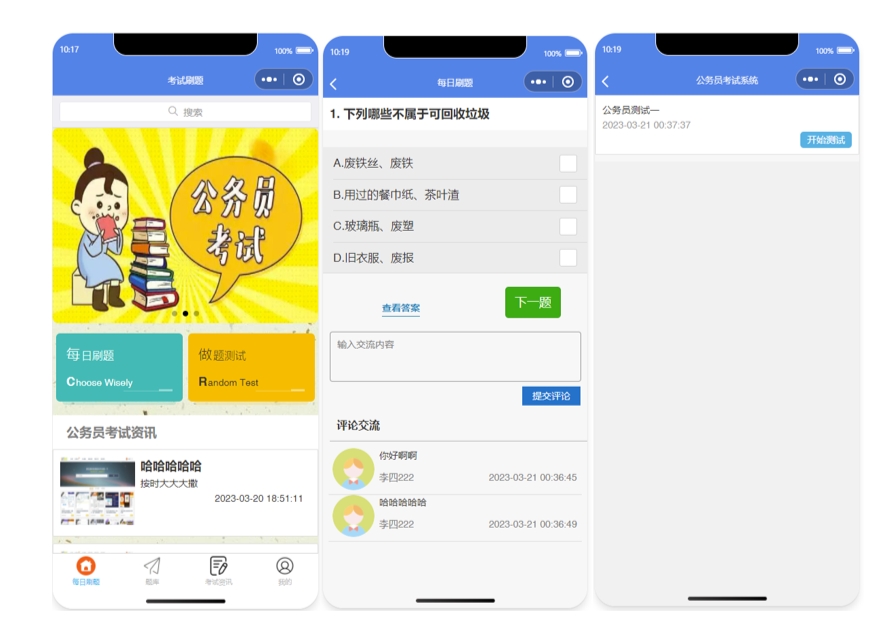 10:17
100%
考试刷题
搜索
公务员
考试
每日刷题
Choose Wisely
做题测试
Random Test
公务员考试资讯
哈哈哈哈哈
按时大大大撒
2023-03-20 18:51:11
每日刷题
题库
考试资讯
我的
10:19
100%
每日刷题
1. 下列哪些不属于可回收垃圾
A.废铁丝、废铁
B.用过的餐巾纸、茶叶渣
C.玻璃瓶、废塑
D.旧衣服、废报
查看答案
下一题
输入交流内容
提交评论
评论交流
你好啊啊
李四222
2023-03-21 00:36:45
哈哈哈哈哈
李四222
2023-03-21 00:36:49
10:19
100%
公务员考试系统
公务员测试一
2023-03-21 00:37:37
开始测试